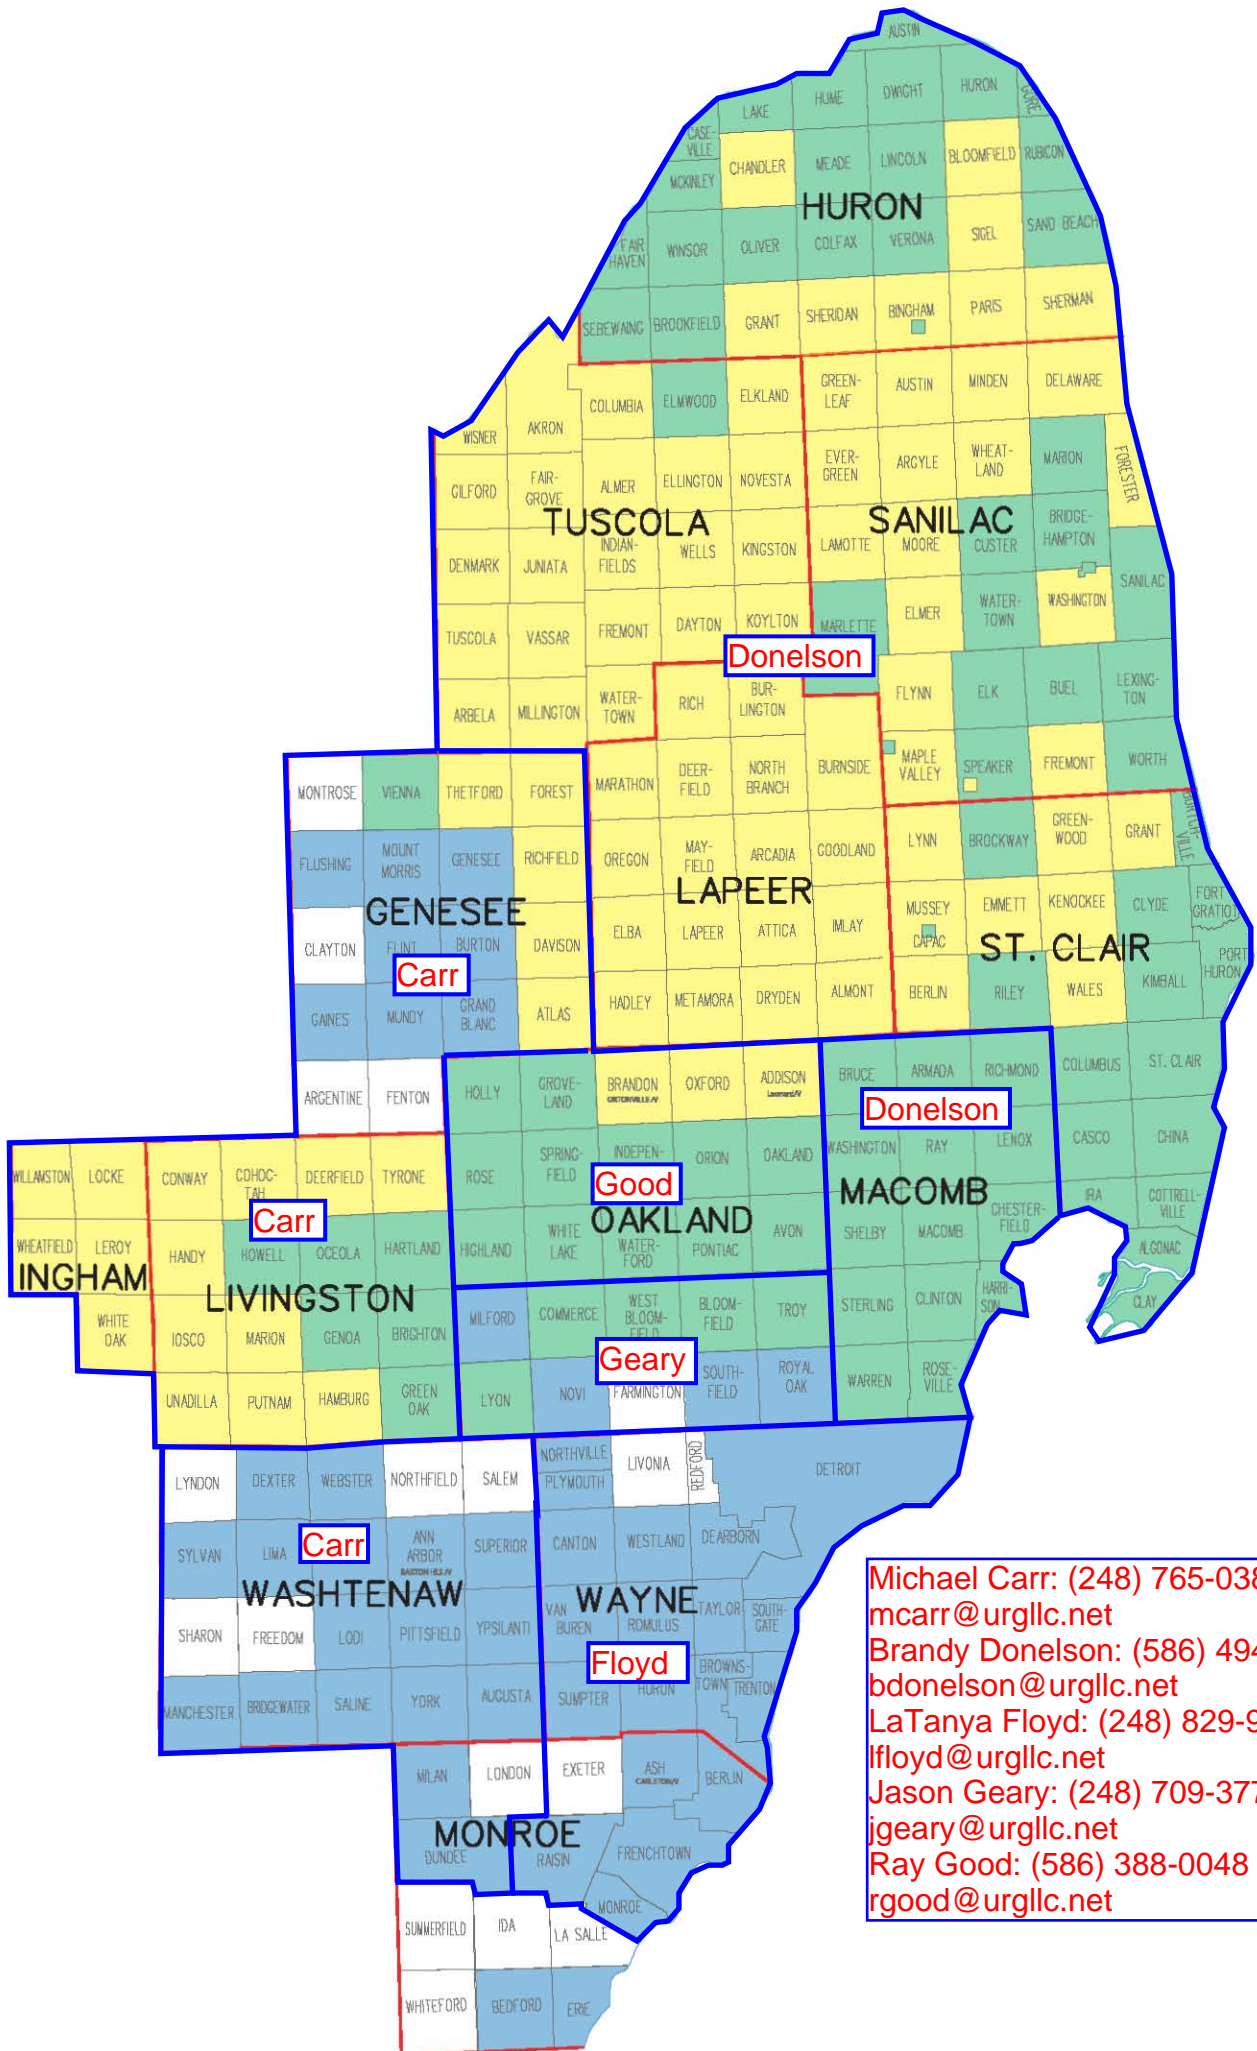 AUSTIN
LAKE
HUME
DWIGHT
HURON
GORE
CASE-
VILLE
CHANDLER
MEADE
LINCOLN
BLOOMFIELD
RUBICON
MCKINLEY
HURON
FAIR
HAVEN
WINSOR
OLIVER
COLFAX
VERONA
SIGEL
SAND BEACH
SEBEWAING
BROOKFIELD
GRANT
SHERIDAN
BINGHAM
PARIS
SHERMAN
WISNER
AKRON
COLUMBIA
ELMWOOD
ELKLAND
GREEN-
LEAF
AUSTIN
MINDEN
DELAWARE
GILFORD
FAIR-
GROVE
ALMER
ELLINGTON
NOVESTA
EVER-
GREEN
ARGYLE
WHEAT-
LAND
MARION
FORESTER
TUSCOLA
SANILAC
DENMARK
JUNIATA
INDIAN-
FIELDS
WELLS
KINGSTON
LAMOTTE
MOORE
CUSTER
BRIDGE-
HAMPTON
SANILAC
TUSCOLA
VASSAR
FREMONT
DAYTON
KOYLTON
MARLETTE
ELMER
WATER-
TOWN
WASHINGTON
Donelson
ARBELA
MILLINGTON
WATER-
TOWN
RICH
BUR-
LINGTON
FLYNN
ELK
BUEL
LEXING-
TON
MONTROSE
VIENNA
THETFORD
FOREST
MARATHON
DEER-
FIELD
NORTH
BRANCH
BURNSIDE
MAPLE
VALLEY
SPEAKER
FREMONT
WORTH
FLUSHING
MOUNT
MORRIS
GENESEE
RICHFIELD
OREGON
MAY-
FIELD
ARCADIA
GOODLAND
LYNN
BROCKWAY
GREEN-
WOOD
GRANT
BURTCH-
VILLE
GENESEE
LAPEER
CLAYTON
FLINT
BURTON
DAVISON
ELBA
LAPEER
ATTICA
IMLAY
MUSSEY
CAPAC
EMMETT
KENOCKEE
CLYDE
FORT
GRATIOT
ST. CLAIR
Carr
GAINES
MUNDY
GRAND
BLANC
ATLAS
HADLEY
METAMORA
DRYDEN
ALMONT
BERLIN
RILEY
WALES
KIMBALL
PORT
HURON
ARGENTINE
FENTON
HOLLY
GROVE-
LAND
BRANDON
ORTONVILLE/V
OXFORD
ADDISON
Leonard/V
BRUCE
ARMADA
RICHMOND
COLUMBUS
ST. CLAIR
Donelson
WILLIAMSTON
LOCKE
CONWAY
COHOC-
TAH
DEERFIELD
TYRONE
ROSE
SPRING-
FIELD
INDEPEN-
ORION
OAKLAND
WASHINGTON
RAY
LENOX
CASCO
CHINA
Carr
Good
MACOMB
WHEATFIELD
LEROY
HANDY
HOWELL
OCEOLA
HARTLAND
HIGHLAND
WHITE
LAKE
WATER-
FORD
PONTIAC
AVON
SHELBY
MACOMB
CHESTER-
FIELD
IRA
COTTRELL-
VILLE
OAKLAND
INGHAM
LIVINGSTON
ALGONAC
CLAY
WHITE
OAK
IOSCO
MARION
GENOA
BRIGHTON
MILFORD
COMMERCE
WEST
BLOOM-
FIELD
BLOOM-
FIELD
TROY
STERLING
CLINTON
HARRI-
SON
Geary
UNADILLA
PUTNAM
HAMBURG
GREEN
OAK
LYON
NOVI
FARMINGTON
SOUTH-
FIELD
ROYAL
OAK
WARREN
ROSE-
VILLE
LYNDON
DEXTER
WEBSTER
NORTHFIELD
SALEM
NORTHVILLE
PLYMOUTH
LIVONIA
REDFORD
DETROIT
SYLVAN
LIMA
Carr
ANN
ARBOR
BARTON HILLS/V
SUPERIOR
CANTON
WESTLAND
DEARBORN
WASHTENAW
WAYNE
SHARON
FREEDOM
LODI
PITTSFIELD
YPSILANTI
VAN
BUREN
ROMULUS
TAYLOR
SOUTH-
GATE
Floyd
MANCHESTER
BRIDGEWATER
SALINE
YORK
AUGUSTA
SUMPTER
HURON
BROWNS-
TOWN
TRENTON
MILAN
LONDON
EXETER
ASH
CARLETON/V
BERLIN
MONROE
DUNDEE
RAISIN
FRENCHTOWN
MONROE
SUMMERFIELD
IDA
LA SALLE
WHITEFORD
BEDFORD
ERIE
Michael Carr: (248) 765-038
mcarr@urgllc.net
Brandy Donelson: (586) 494
bdonelson@urgllc.net
LaTanya Floyd: (248) 829-9
lfloyd@urgllc.net
Jason Geary: (248) 709-377
jgeary@urgllc.net
Ray Good: (586) 388-0048
rgood@urgllc.net